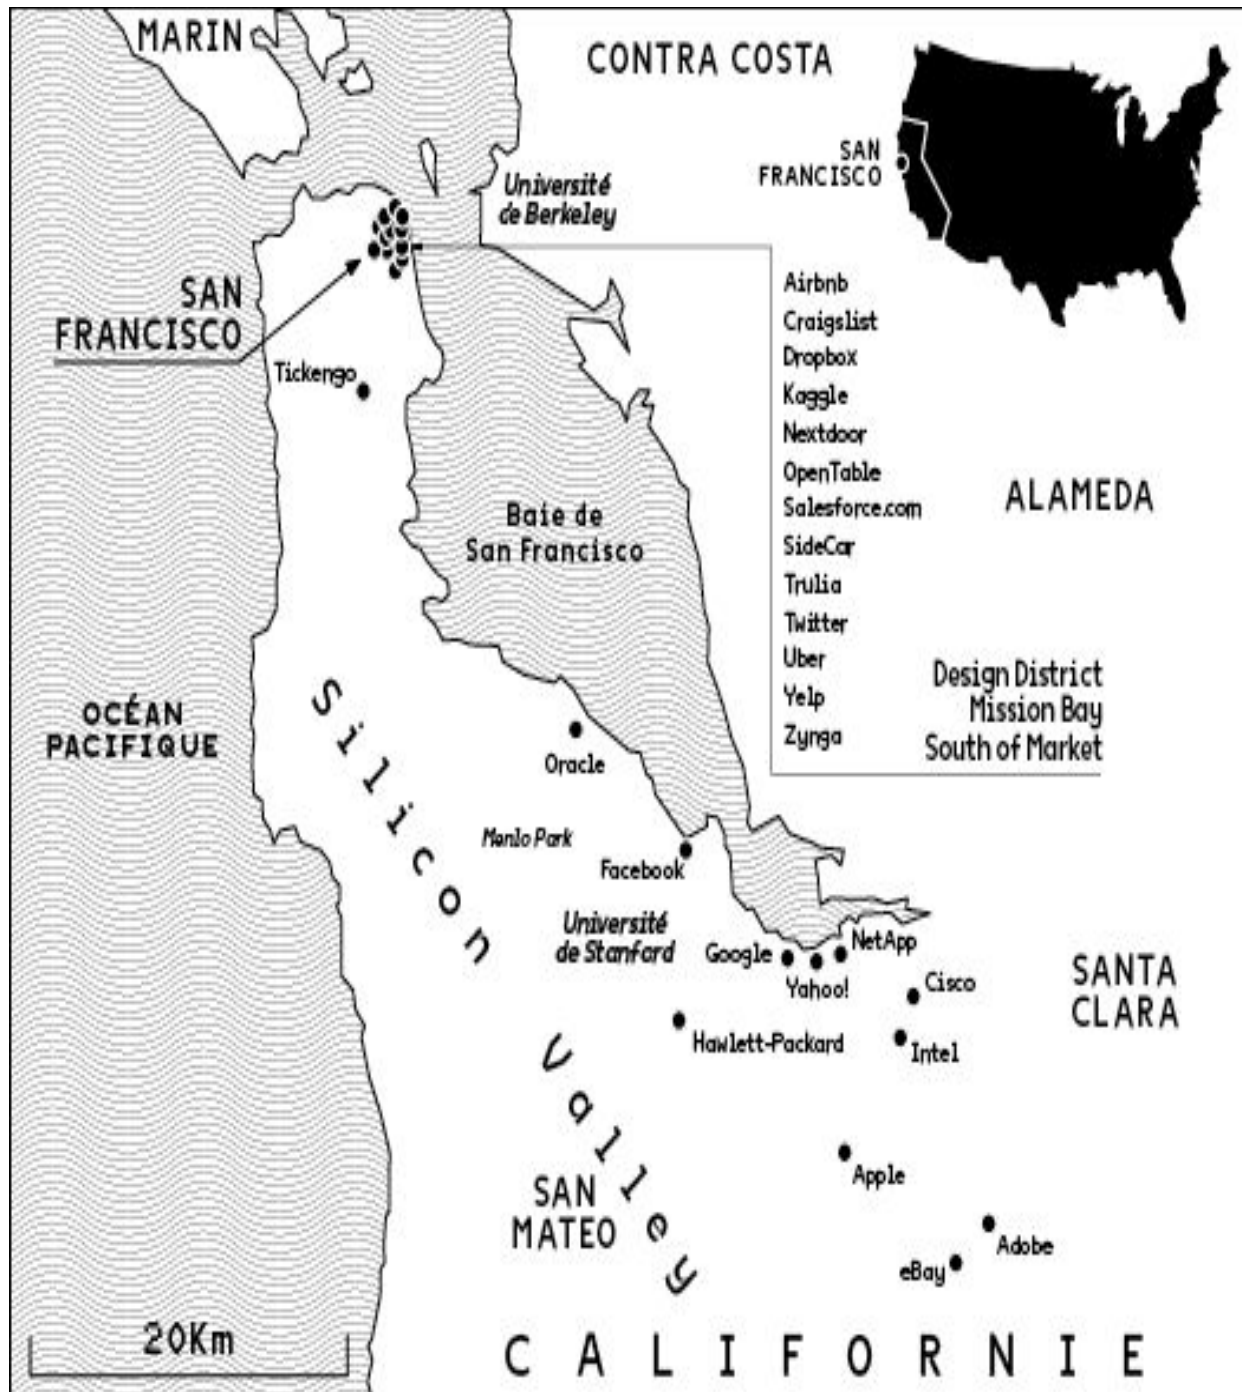 MARIN
CONTRA COSTA
SAN
FRANCISCO
Université
de Berkeley
SAN
FRANCISCO
Tickengo
Airbnb
Craigslist
Dropbox
Kaggle
Nextdoor
OpenTable
Salesforce.com
SideCar
Trulia
Twitter
Uber
Yelp
Zynga
Design District
Mission Bay
South of Market
ALAMEDA
Baie de
San Francisco
OCÉAN
PACIFIQUE
Silicon
Valley
Oracle
Menlo Park
Facebook
Université
de Stanford
Google
Yahoo!
NetApp
Cisco
SANTA
CLARA
Hawlett-Packard
Intel
Apple
SAN
MATEO
Adobe
eBay
20Km
CALIFORNIE